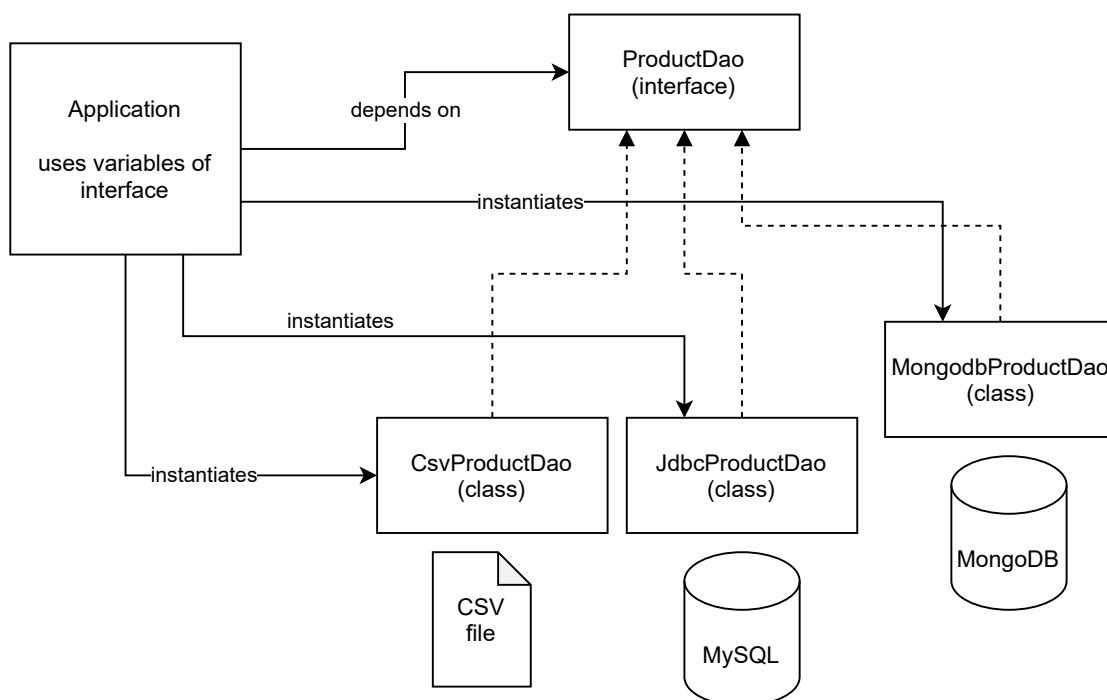 ProductDao
(interface)
Application
uses variables of
interface
depends on
instantiates
instantiates
MongodbProductDao
(class)
CsvProductDao
(class)
JdbcProductDao
(class)
instantiates
MongoDB
CSV
file
MySQL